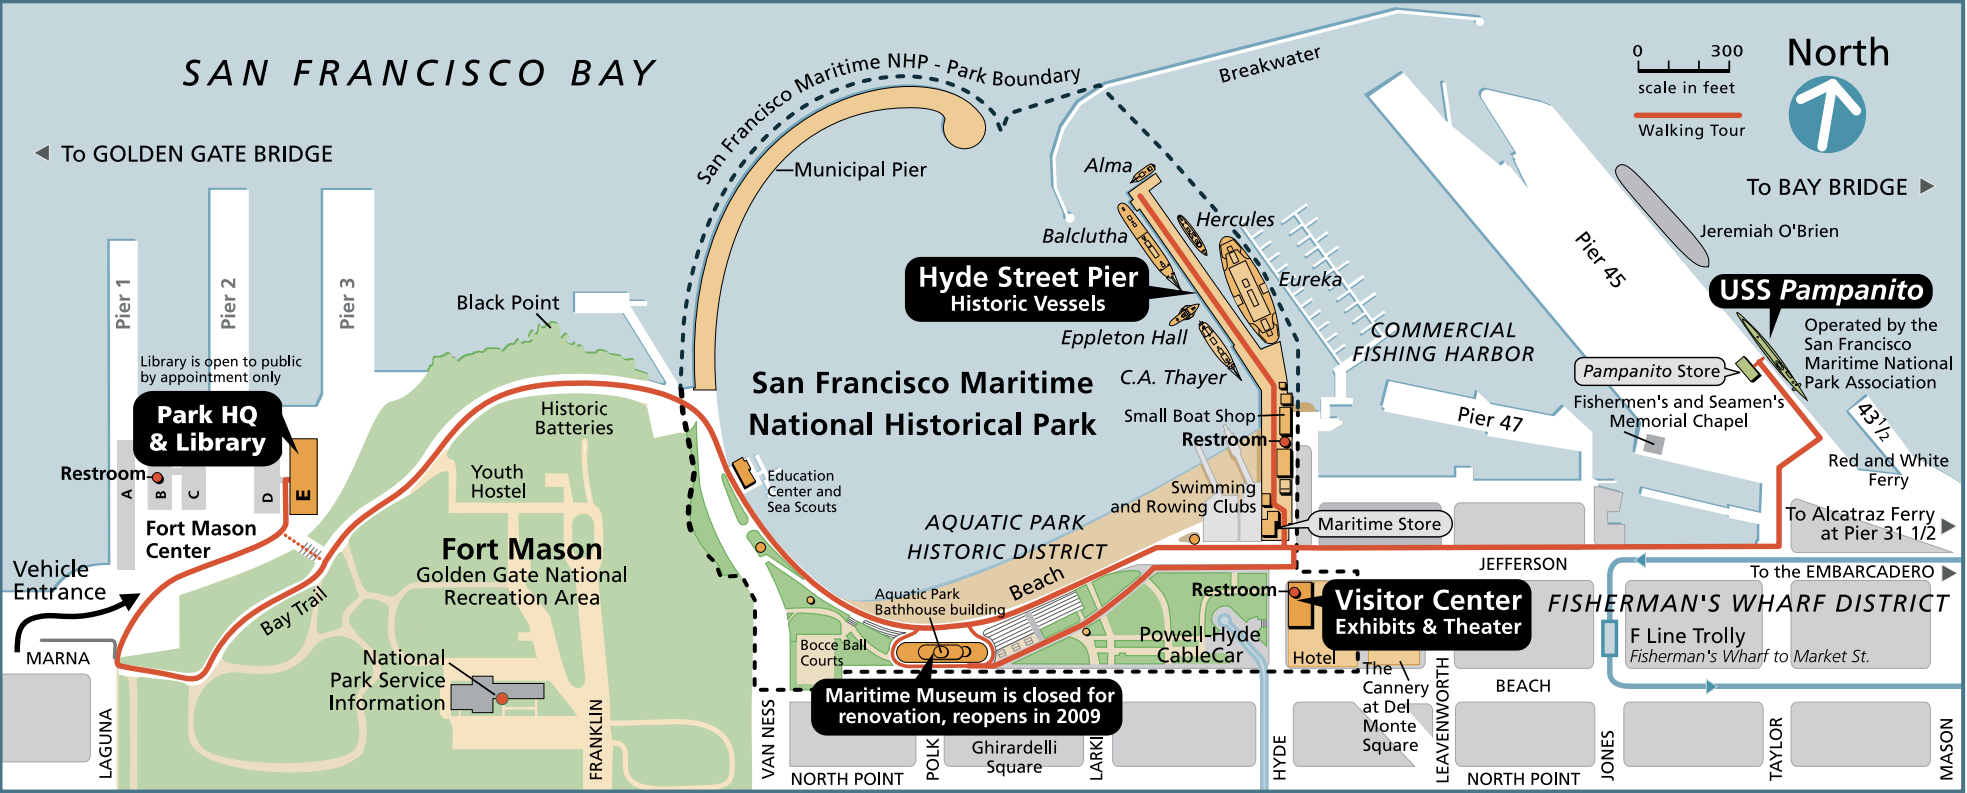 SAN FRANCISCO BAY
San Francisco Maritime NHP - Park Boundary
Breakwater
0 300
scale in feet
Walking Tour
North
To GOLDEN GATE BRIDGE
To BAY BRIDGE
Municipal Pier
Alma
Balclutha
Hercules
Eureka
Hyde Street Pier
Historic Vessels
Eppleton Hall
C.A. Thayer
Pier 1
Pier 2
Pier 3
Black Point
Library is open to public
by appointment only
Park HQ
& Library
Restroom
A
B
C
D
E
Fort Mason
Center
Vehicle
Entrance
MARNA
Bay Trail
Historic
Batteries
Youth
Hostel
Fort Mason
Golden Gate National
Recreation Area
National
Park Service
Information
San Francisco Maritime
National Historical Park
Education
Center and
Sea Scouts
AQUATIC PARK
HISTORIC DISTRICT
Beach
Aquatic Park
Bathhouse building
Bocce Ball
Courts
Maritime Museum is closed for
renovation, reopens in 2009
Small Boat Shop
Restroom
Swimming
and Rowing Clubs
Maritime Store
COMMERCIAL
FISHING HARBOR
Pier 45
Jeremiah O'Brien
USS Pampanito
Operated by the
San Francisco
Maritime National
Park Association
Pampanito Store
Fishermen's and Seamen's
Memorial Chapel
Pier 47
43½
Red and White
Ferry
To Alcatraz Ferry
at Pier 31 1/2
JEFFERSON
To the EMBARCADERO
Restroom
Visitor Center
Exhibits & Theater
FISHERMAN'S WHARF DISTRICT
Powell-Hyde
CableCar
Hotel
The
Cannery
at Del
Monte
Square
F Line Trolly
Fisherman's Wharf to Market St.
BEACH
LAGUNA
FRANKLIN
VAN NESS
NORTH POINT
POLK
Ghirardelli
Square
LARKI
HYDE
LEAVENWORTH
NORTH POINT
JONES
TAYLOR
MASON